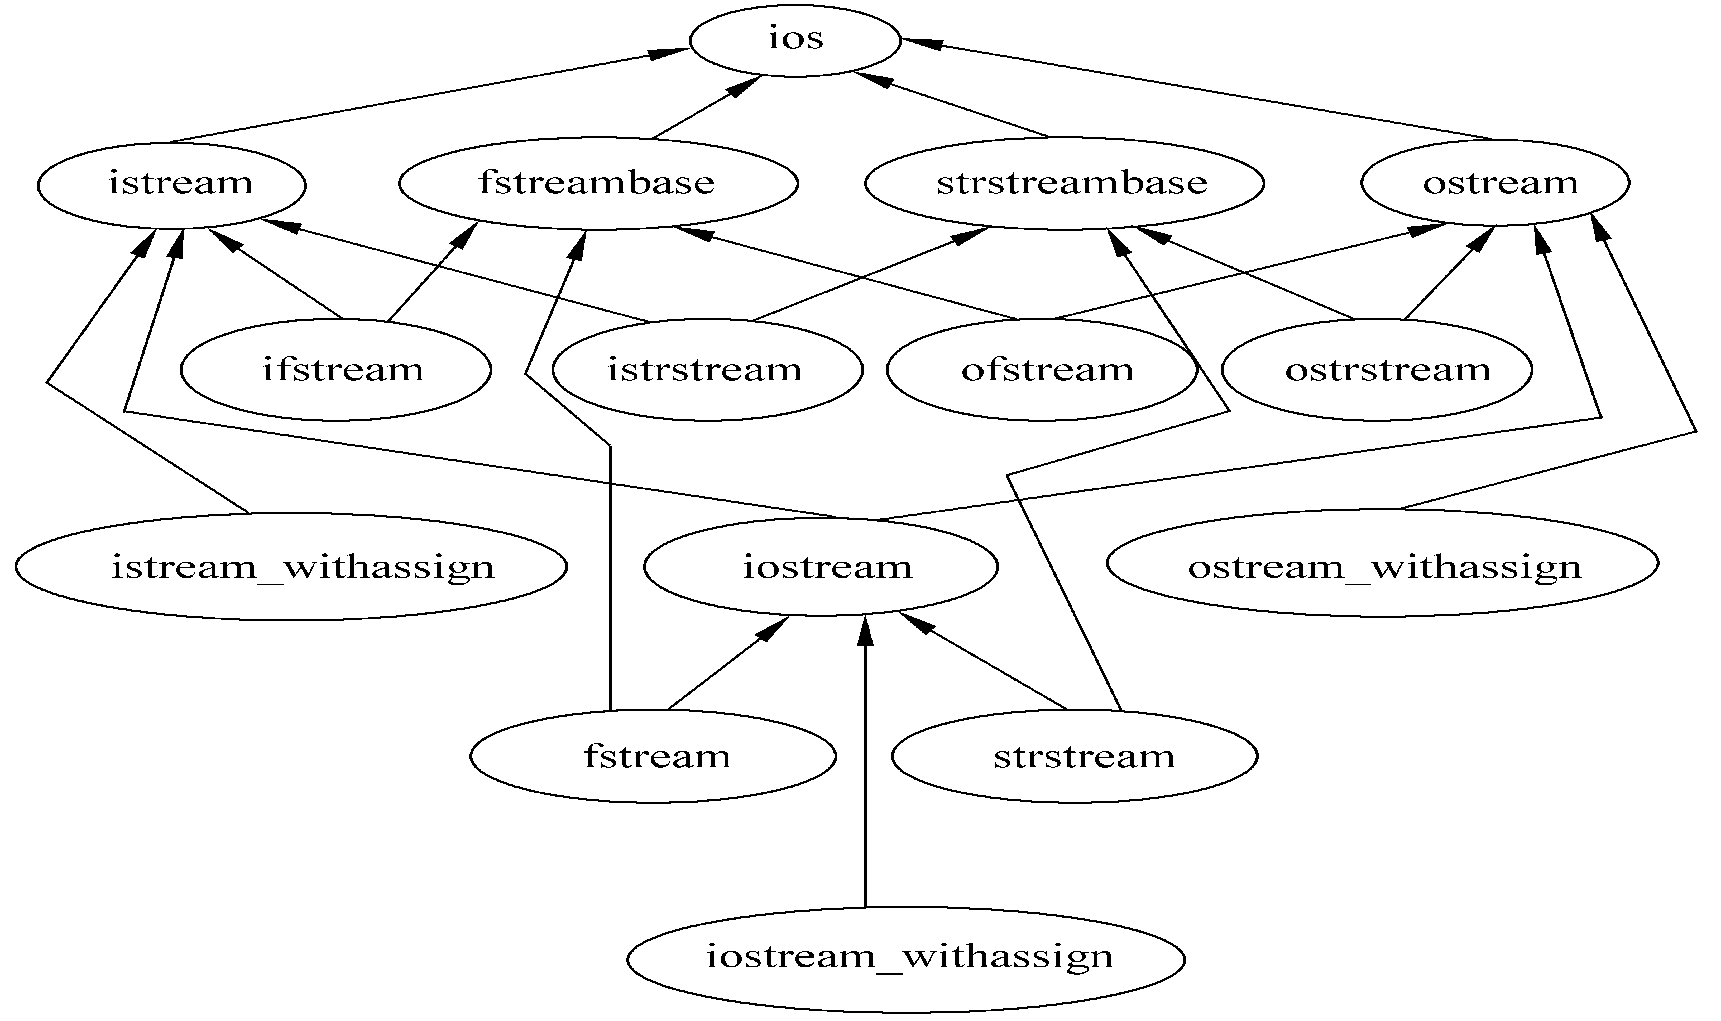 ios
istream
fstreambase
strstreambase
ostream
ifstream
istrstream
ofstream
ostrstream
istream_withassign
iostream
ostream_withassign
fstream
strstream
iostream_withassign